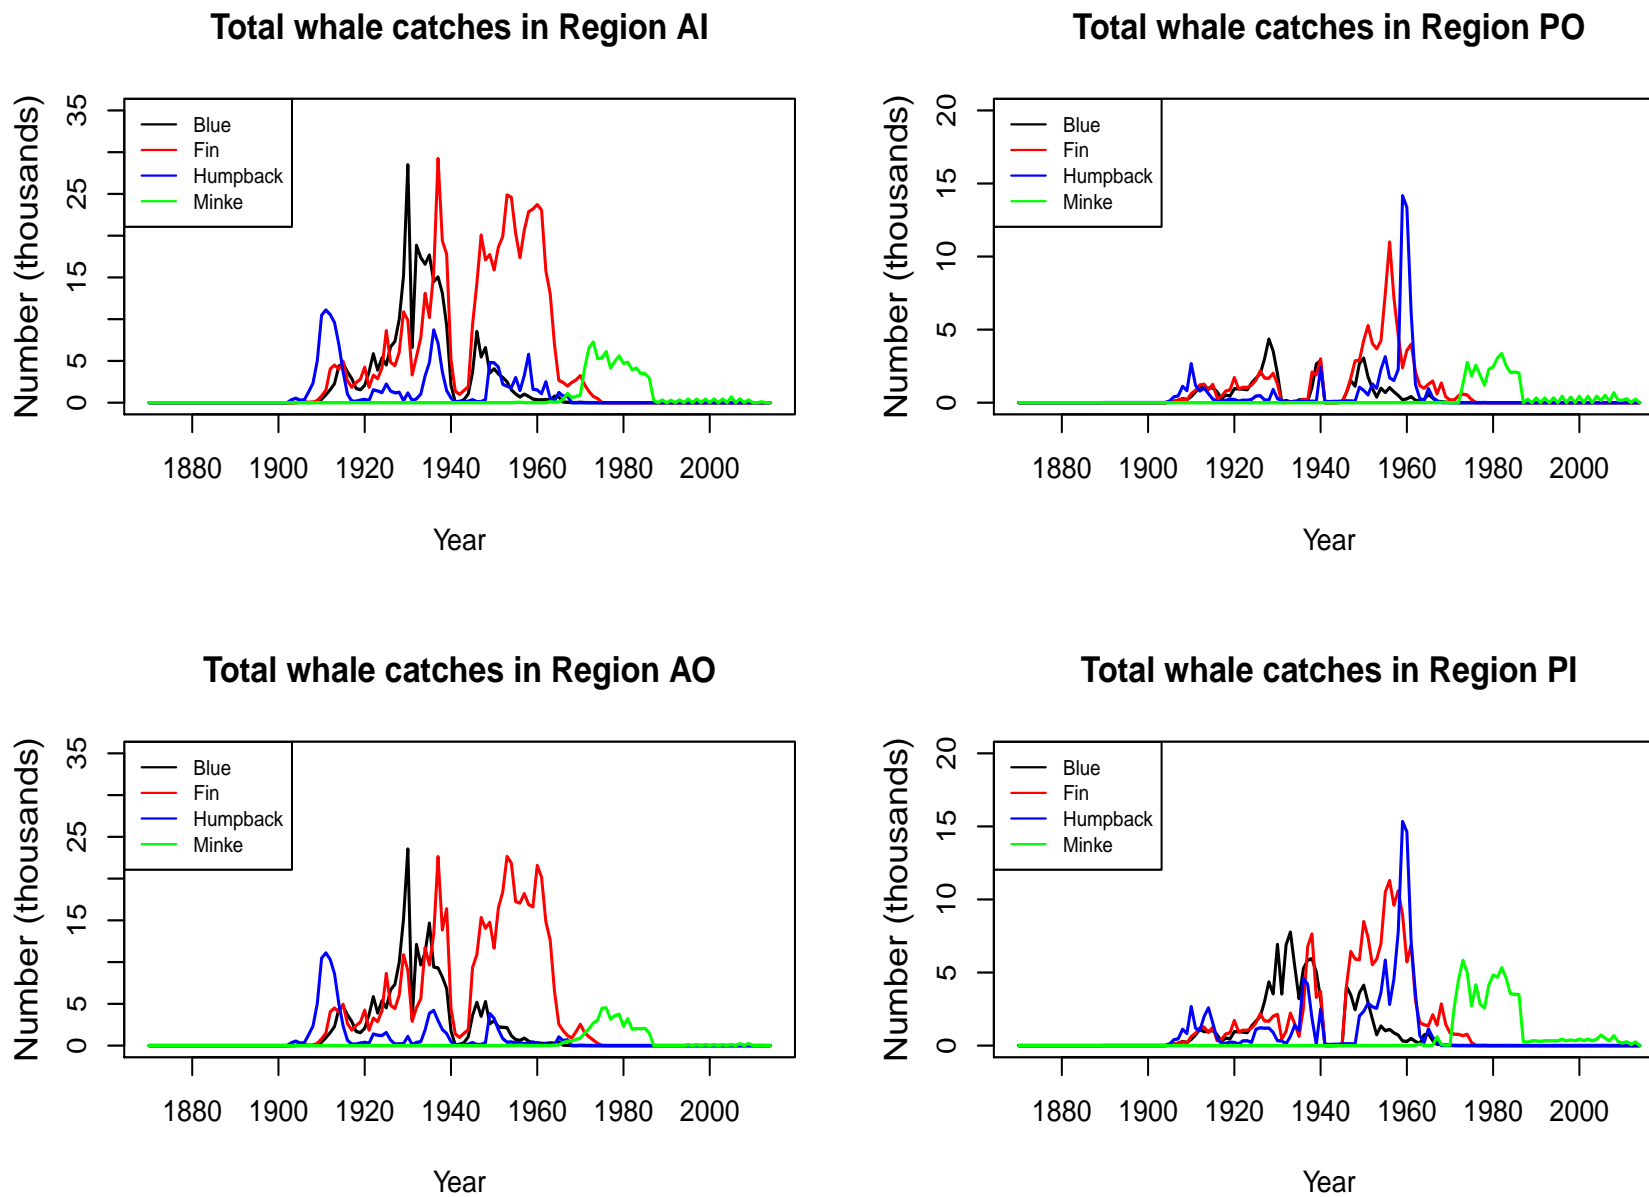 Total whale catches in Region AI
Number (thousands)
35
25
15
5
0
Blue
Fin
Humpback
Minke
1880 1900 1920 1940 1960 1980 2000
Year
Total whale catches in Region PO
Number (thousands)
20
15
10
5
0
Blue
Fin
Humpback
Minke
1880 1900 1920 1940 1960 1980 2000
Year
Total whale catches in Region AO
Number (thousands)
35
25
15
5
0
Blue
Fin
Humpback
Minke
1880 1900 1920 1940 1960 1980 2000
Year
Total whale catches in Region PI
Number (thousands)
20
15
10
5
0
Blue
Fin
Humpback
Minke
1880 1900 1920 1940 1960 1980 2000
Year